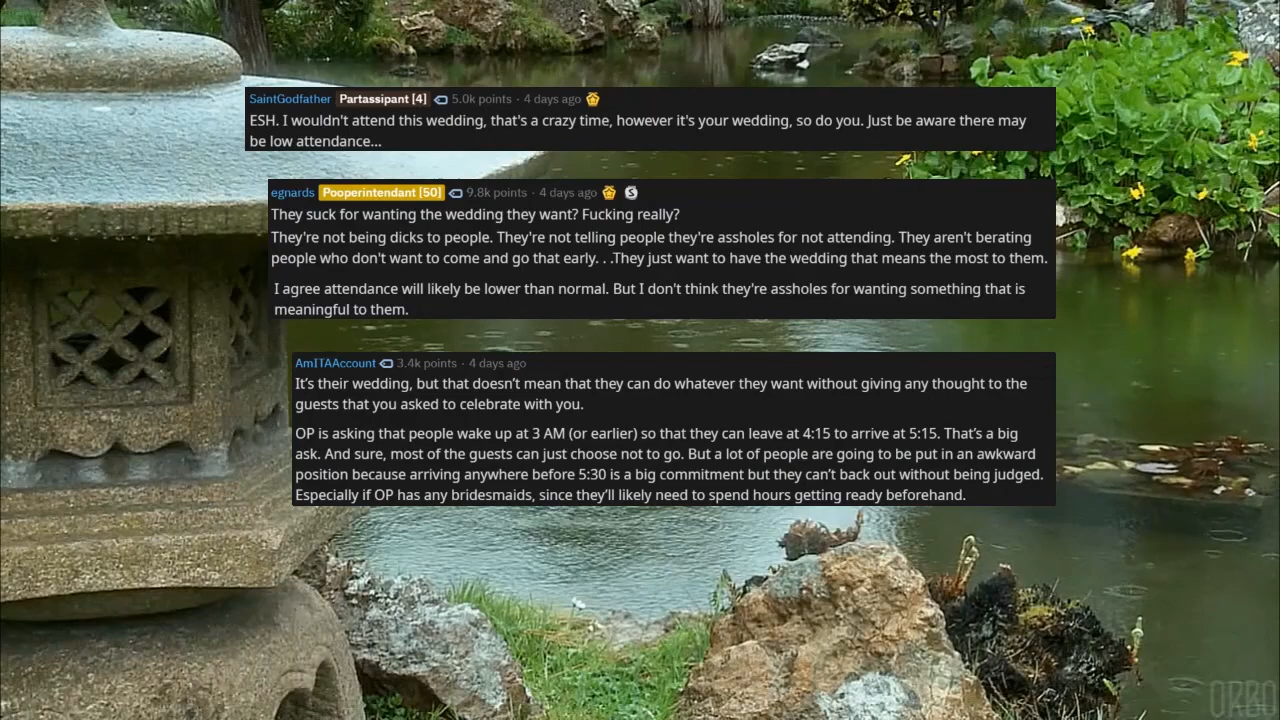 SaintGodfather Partassipant [4] 5.0k points · 4 days ago
ESH. I wouldn't attend this wedding, that's a crazy time, however it's your wedding, so do you. Just be aware there may
be low attendance...
egnards Pooperintendant [50] 9.8k points · 4 days ago S
They suck for wanting the wedding they want? Fucking really?
They're not being dicks to people. They're not telling people they're assholes for not attending. They aren't berating
people who don't want to come and go that early. . .They just want to have the wedding that means the most to them.
I agree attendance will likely be lower than normal. But I don't think they're assholes for wanting something that is
meaningful to them.
AmITAAccount 3.4k points · 4 days ago
It's their wedding, but that doesn't mean that they can do whatever they want without giving any thought to the
guests that you asked to celebrate with you.
OP is asking that people wake up at 3 AM (or earlier) so that they can leave at 4:15 to arrive at 5:15. That's a big
ask. And sure, most of the guests can just choose not to go. But a lot of people are going to be put in an awkward
position because arriving anywhere before 5:30 is a big commitment but they can't back out without being judged.
Especially if OP has any bridesmaids, since they'll likely need to spend hours getting ready beforehand.
ORBO